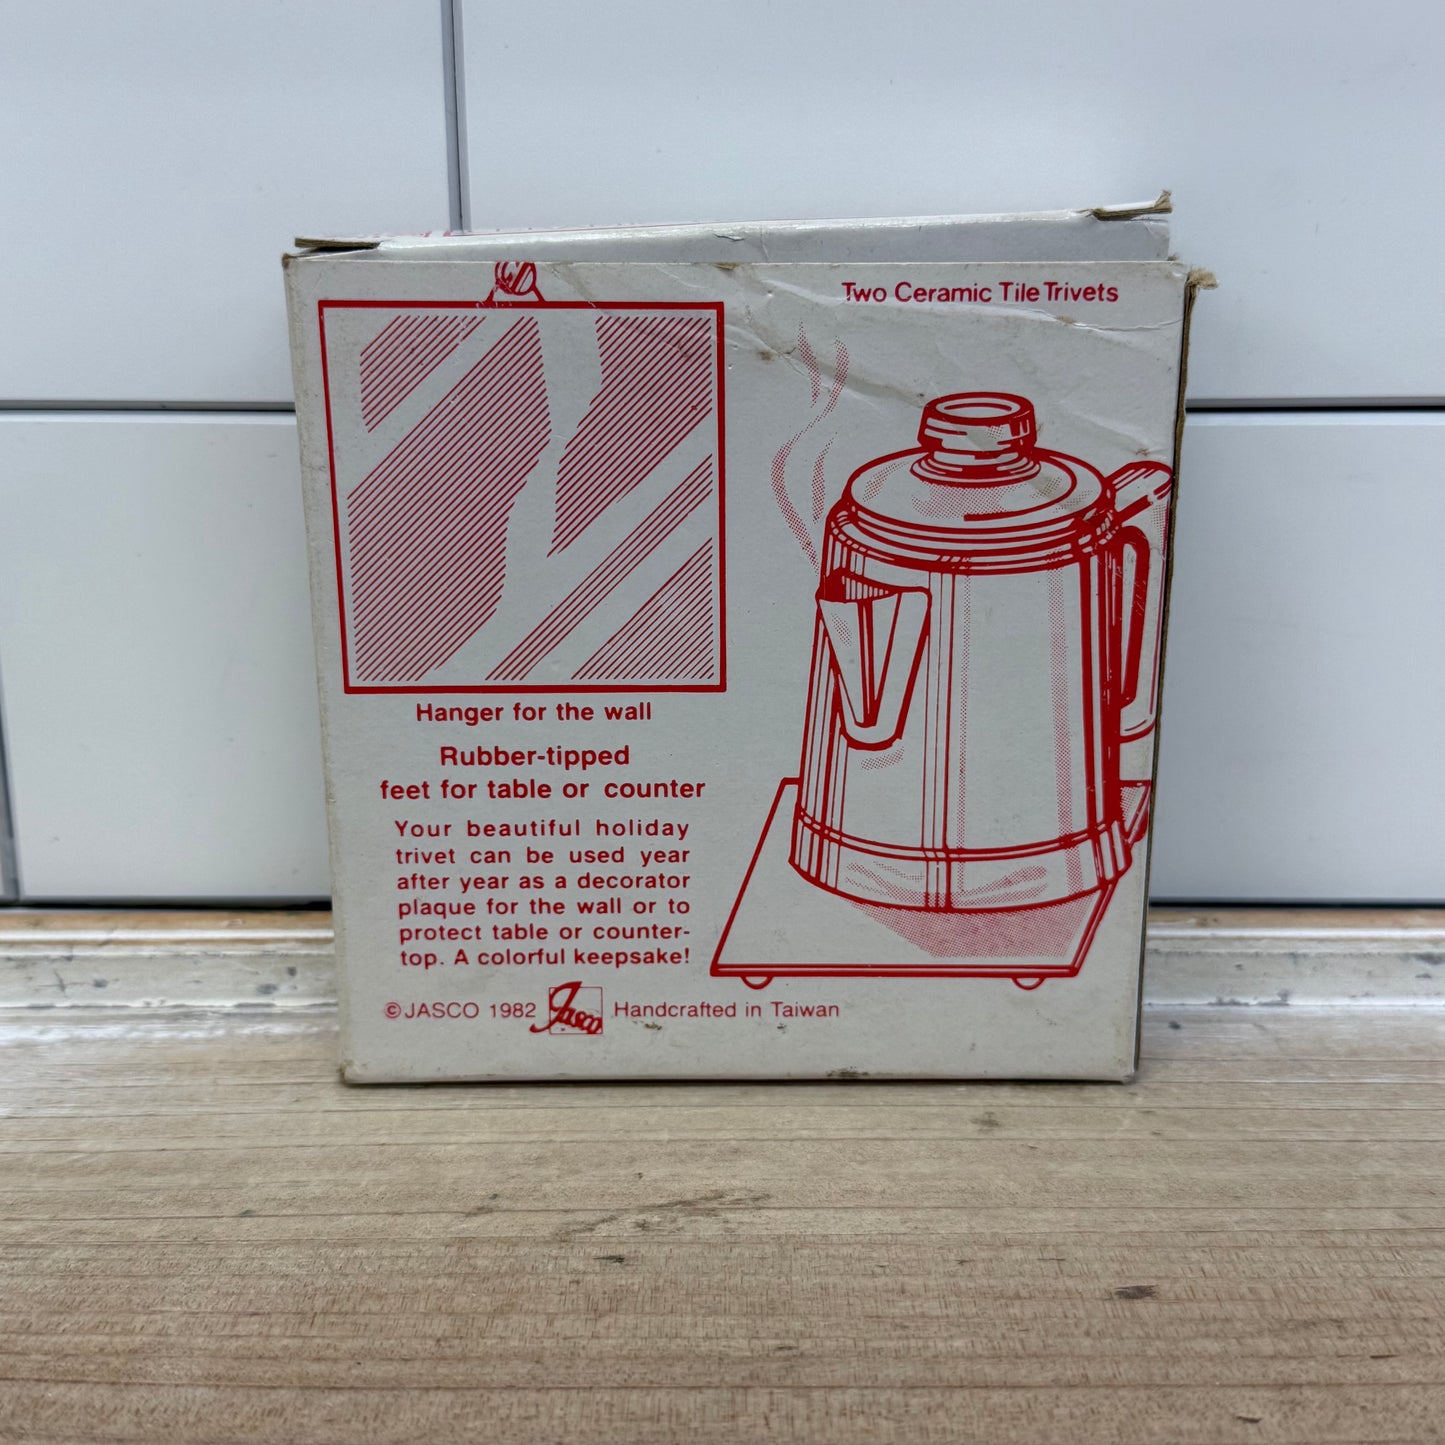 Two Ceramic Tile Trivets
Hanger for the wall
Rubber-tipped
feet for table or counter
Your beautiful holiday
trivet can be used year
after year as a decorator
plaque for the wall or to
protect table or counter-
top. A colorful keepsake!
©JASCO 1982 Jasco Handcrafted in Taiwan